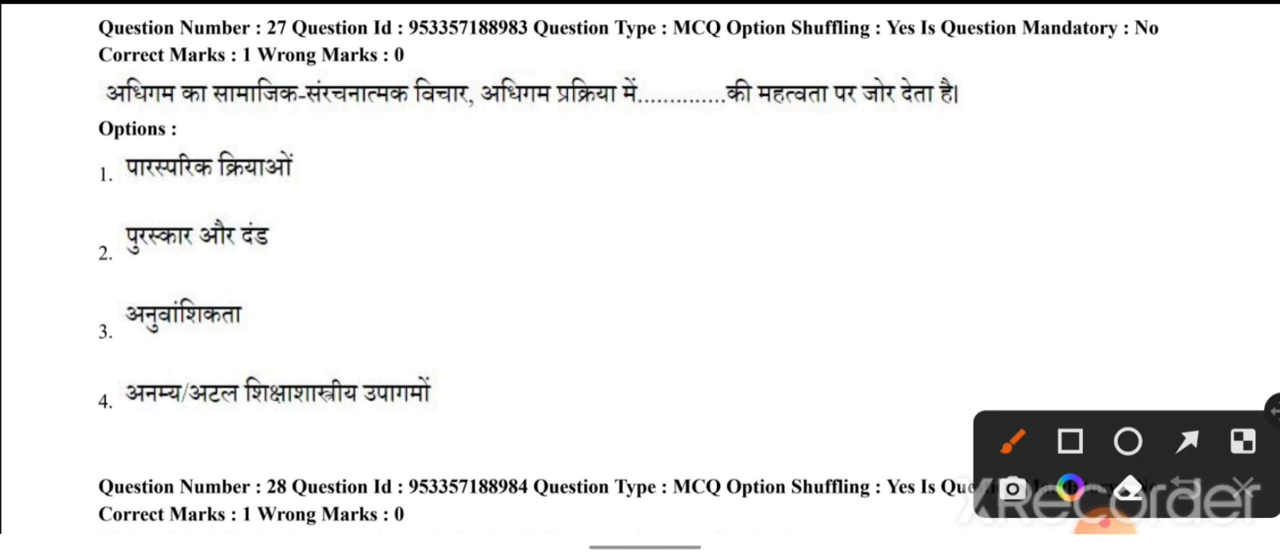 Question Number : 27 Question Id : 953357188983 Question Type : MCQ Option Shuffling : Yes Is Question Mandatory : No
Correct Marks : 1 Wrong Marks : 0
अधिगम का सामाजिक-संरचनात्मक विचार, अधिगम प्रक्रिया में..............की महत्वता पर जोर देता है।
Options :
1. पारस्परिक क्रियाओं
2. पुरस्कार और दंड
3. अनुवांशिकता
4. अनम्य/अटल शिक्षाशास्त्रीय उपागमों
Question Number : 28 Question Id : 953357188984 Question Type : MCQ Option Shuffling : Yes Is
Correct Marks : 1 Wrong Marks : 0
XRecorder